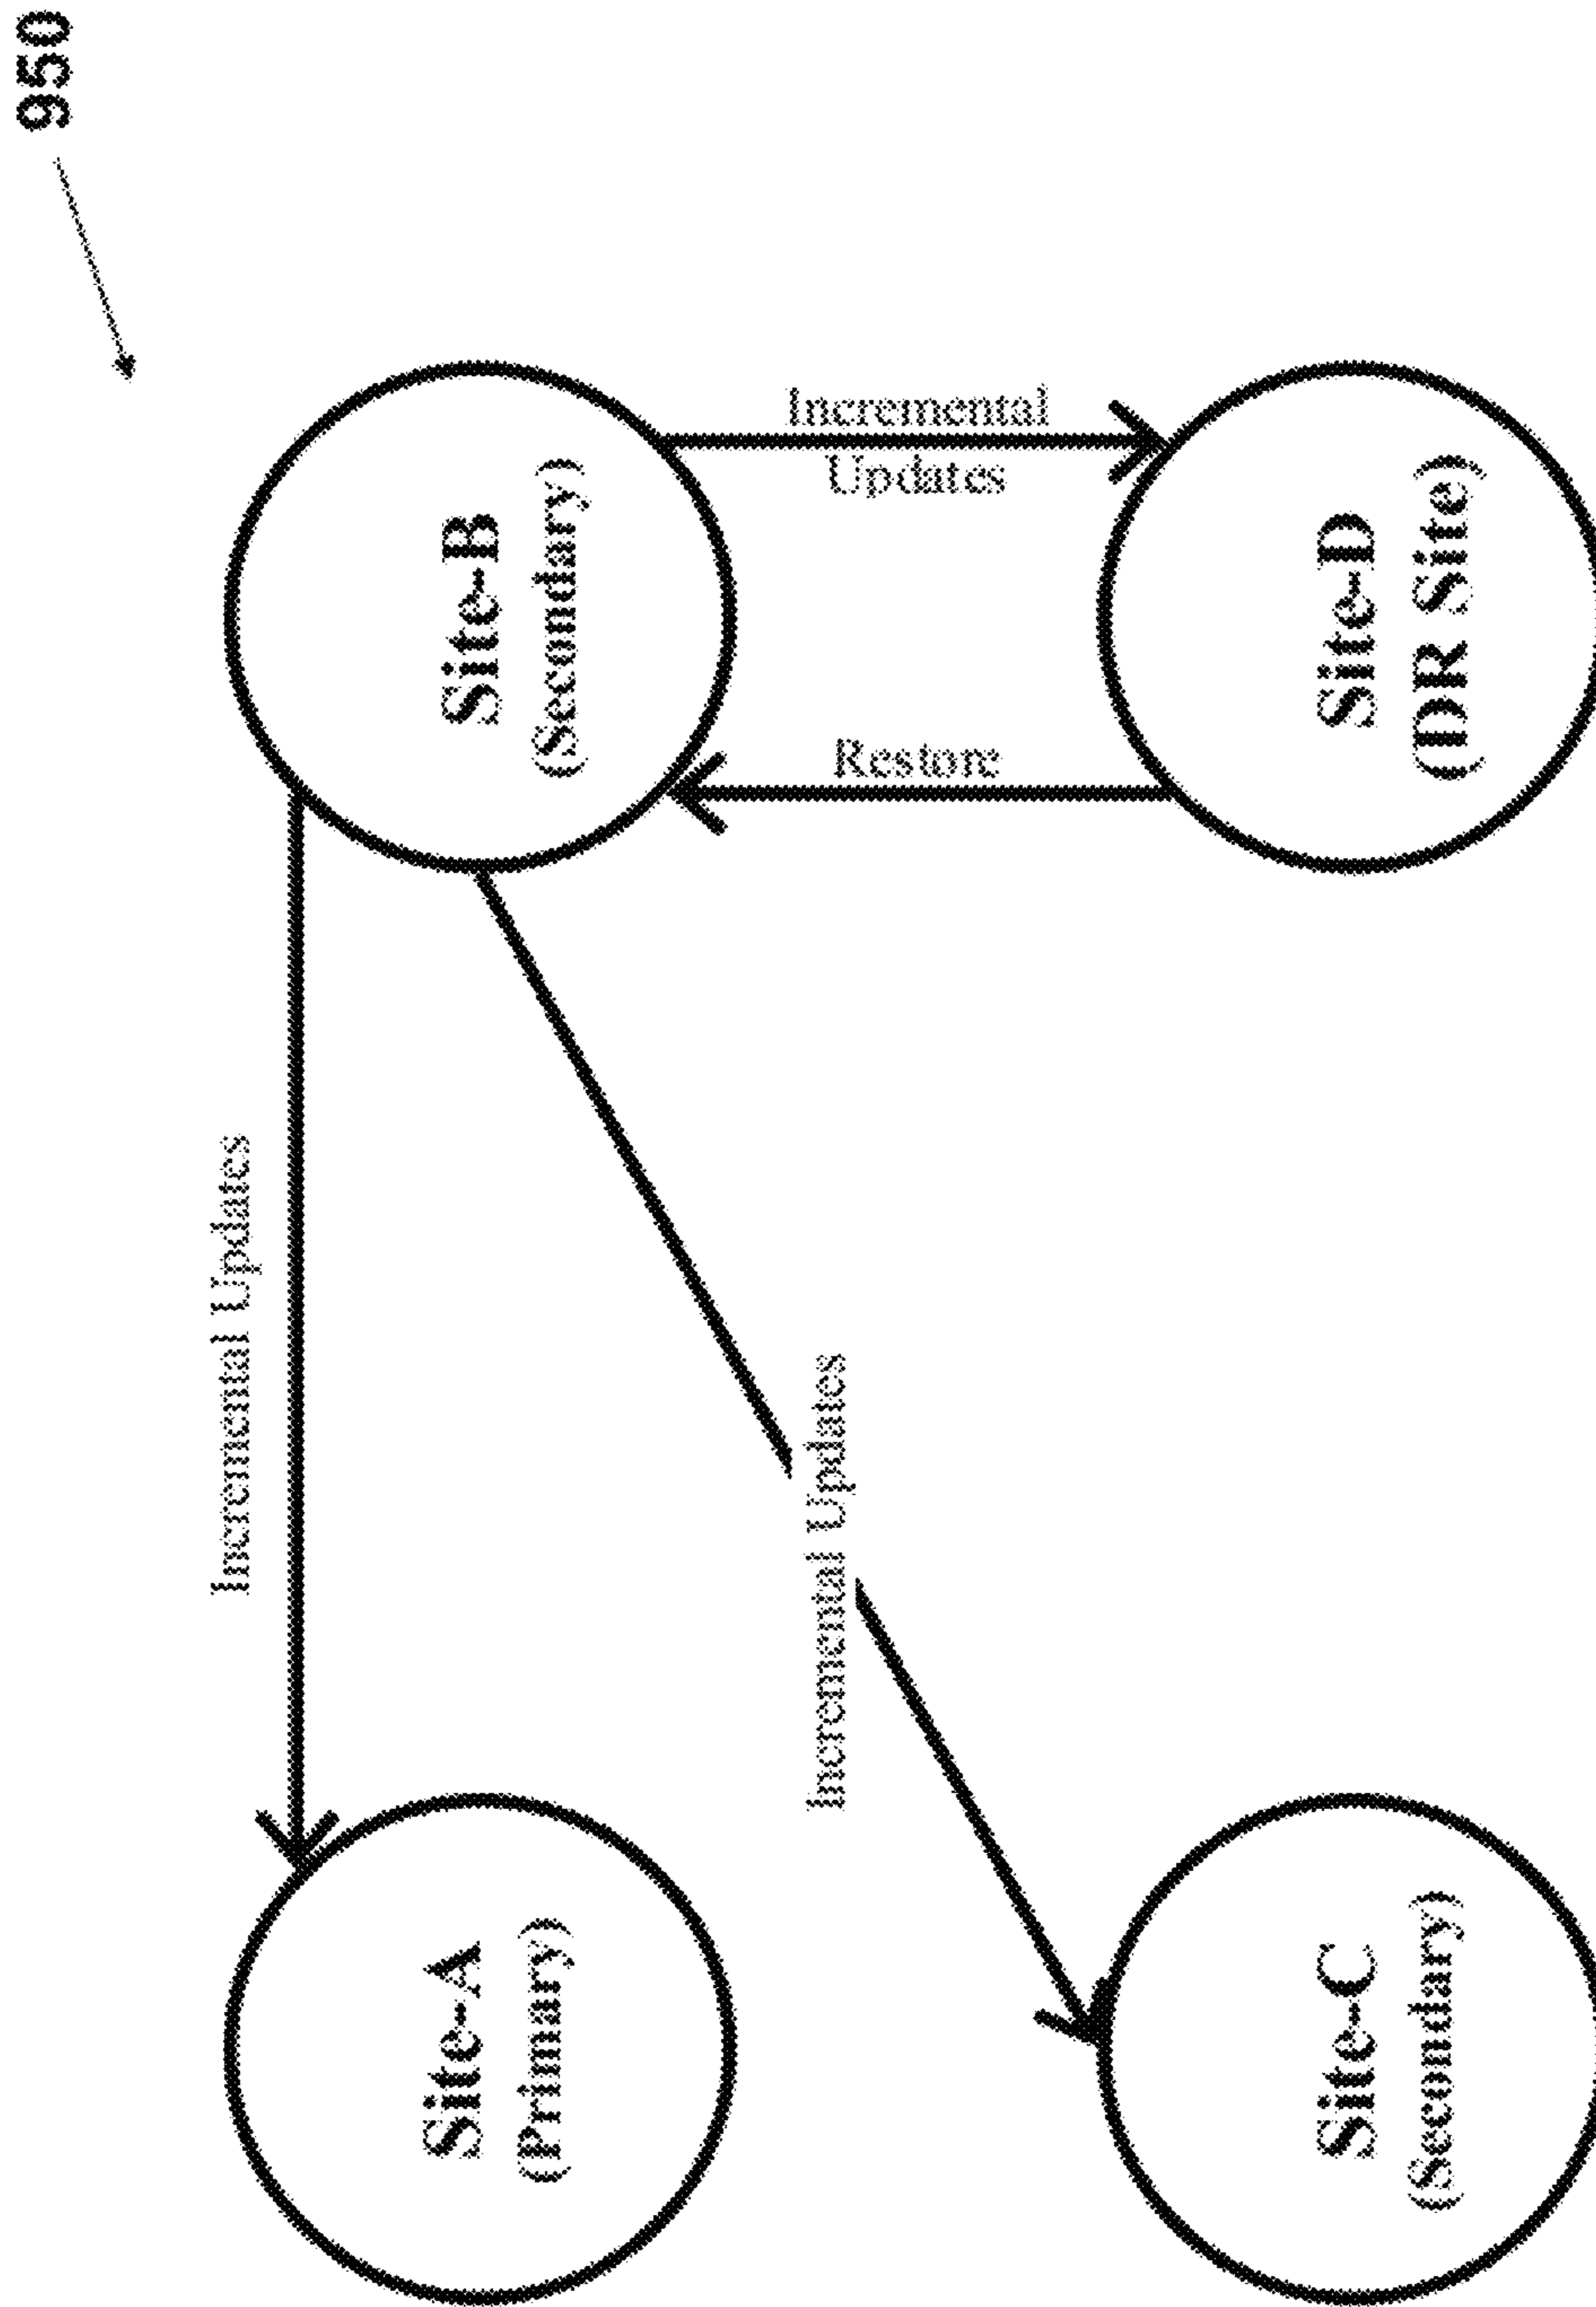 950
Incremental Updates
Site-A
(Primary)
Site-B
(Secondary)
Incremental Updates
Restore
Incremental
Updates
Site-C
(Secondary)
Site-D
(DR Site)